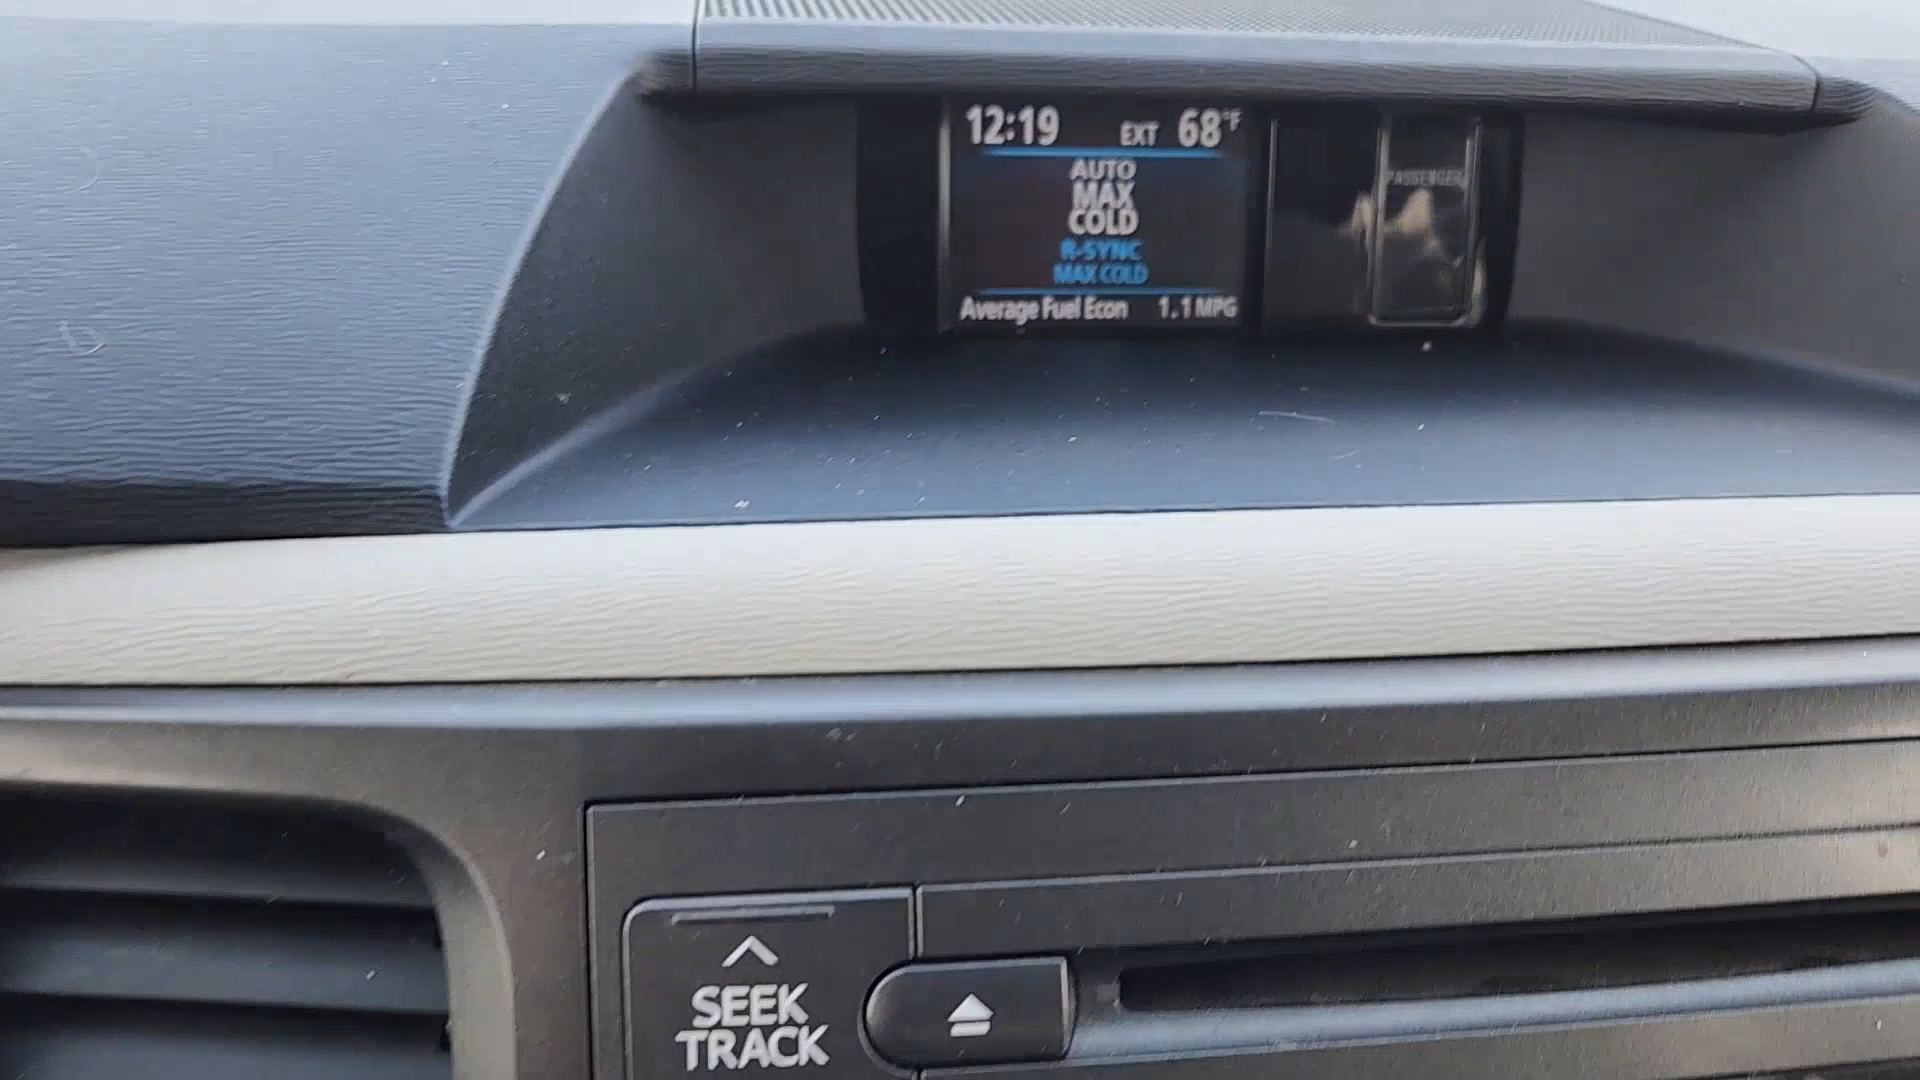 12:19 EXT 68°F
AUTO
MAX
COLD
R-SYNC
MAX COLD
Average Fuel Econ 1.1 MPG
PASSENGER
SEEK
TRACK